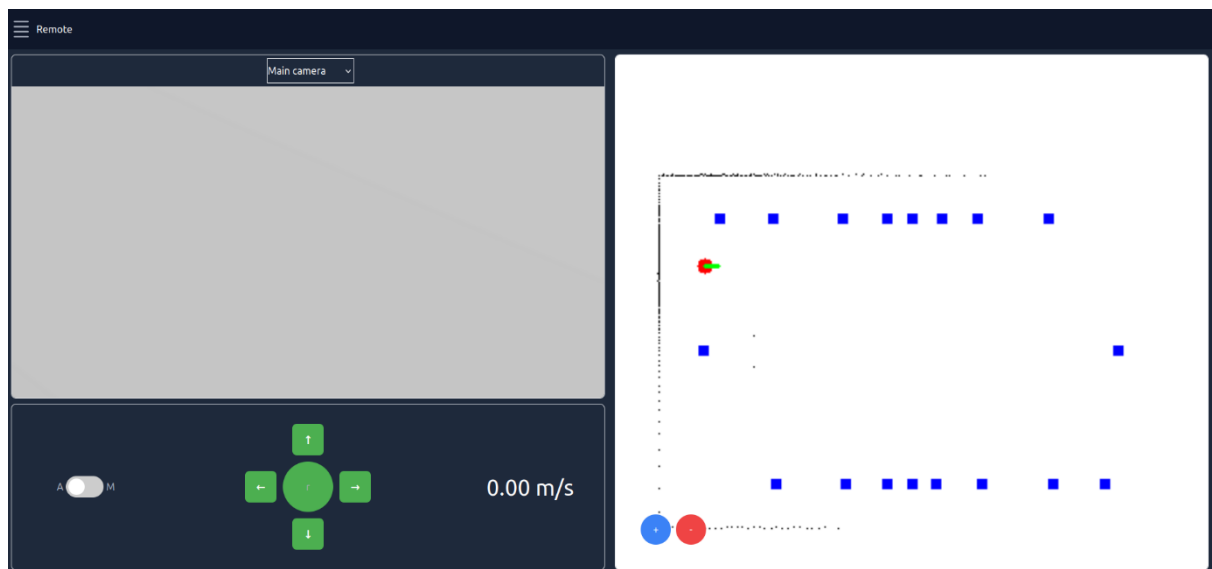 Remote
Main camera
↑
← →
↓
A M
0.00 m/s
+ -